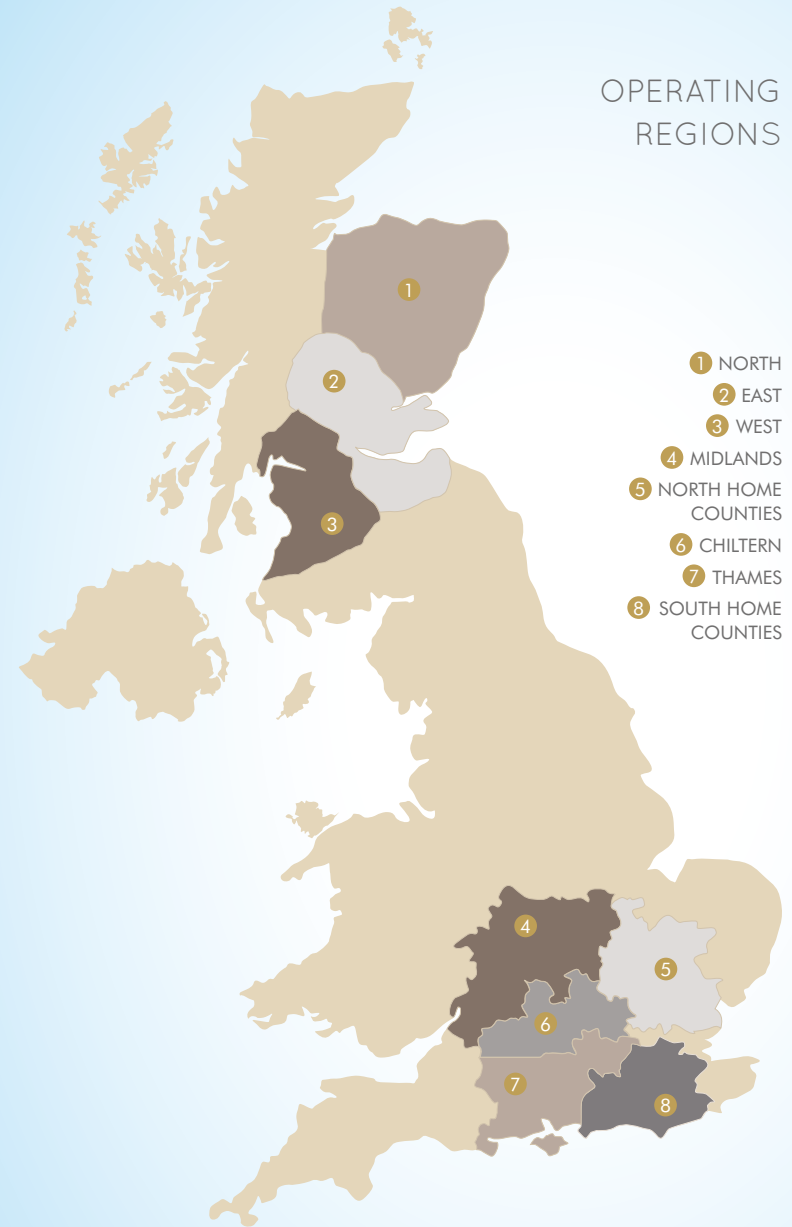 OPERATING
REGIONS
1
2
3
1 NORTH
2 EAST
3 WEST
4 MIDLANDS
5 NORTH HOME
COUNTIES
6 CHILTERN
7 THAMES
8 SOUTH HOME
COUNTIES
4
5
6
7
8